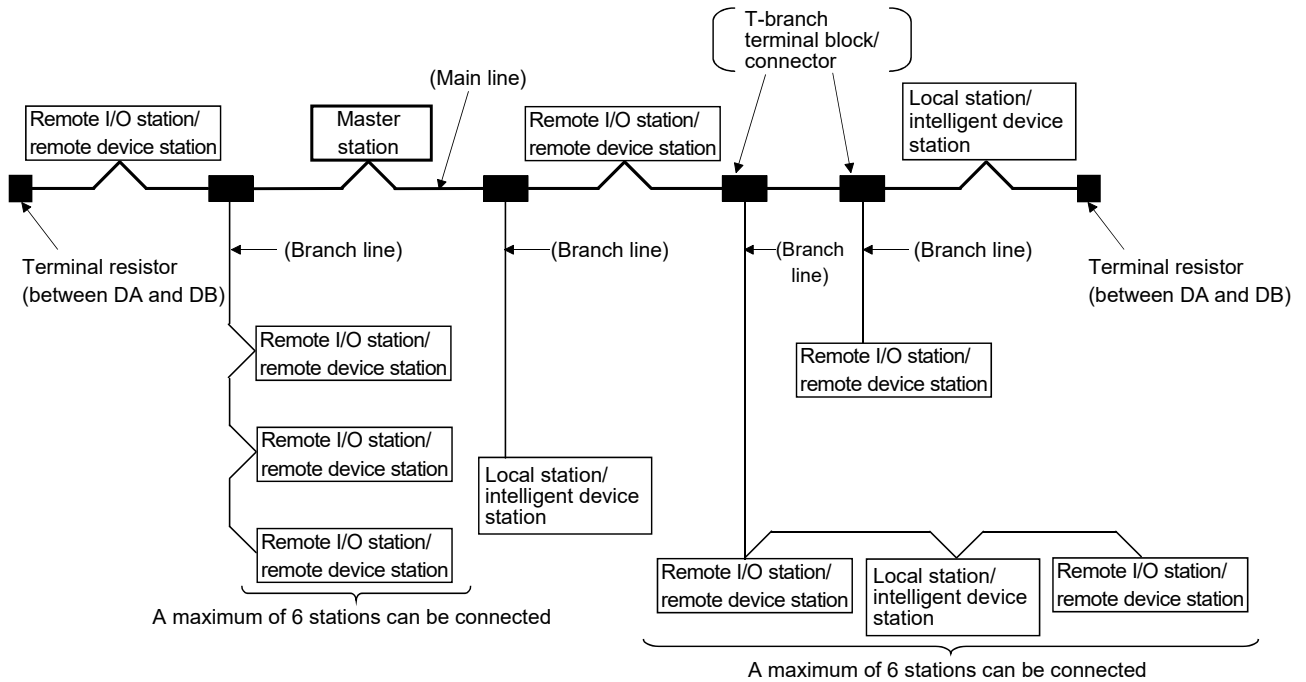 T-branch
terminal block/
connector
(Main line)
Remote I/O station/
remote device station
Master
station
Remote I/O station/
remote device station
Local station/
intelligent device
station
Terminal resistor
(between DA and DB)
(Branch line)
(Branch line)
(Branch
line)
(Branch line)
Terminal resistor
(between DA and DB)
Remote I/O station/
remote device station
Remote I/O station/
remote device station
Remote I/O station/
remote device station
A maximum of 6 stations can be connected
Local station/
intelligent device
station
Remote I/O station/
remote device station
Remote I/O station/
remote device station
Local station/
intelligent device
station
Remote I/O station/
remote device station
A maximum of 6 stations can be connected